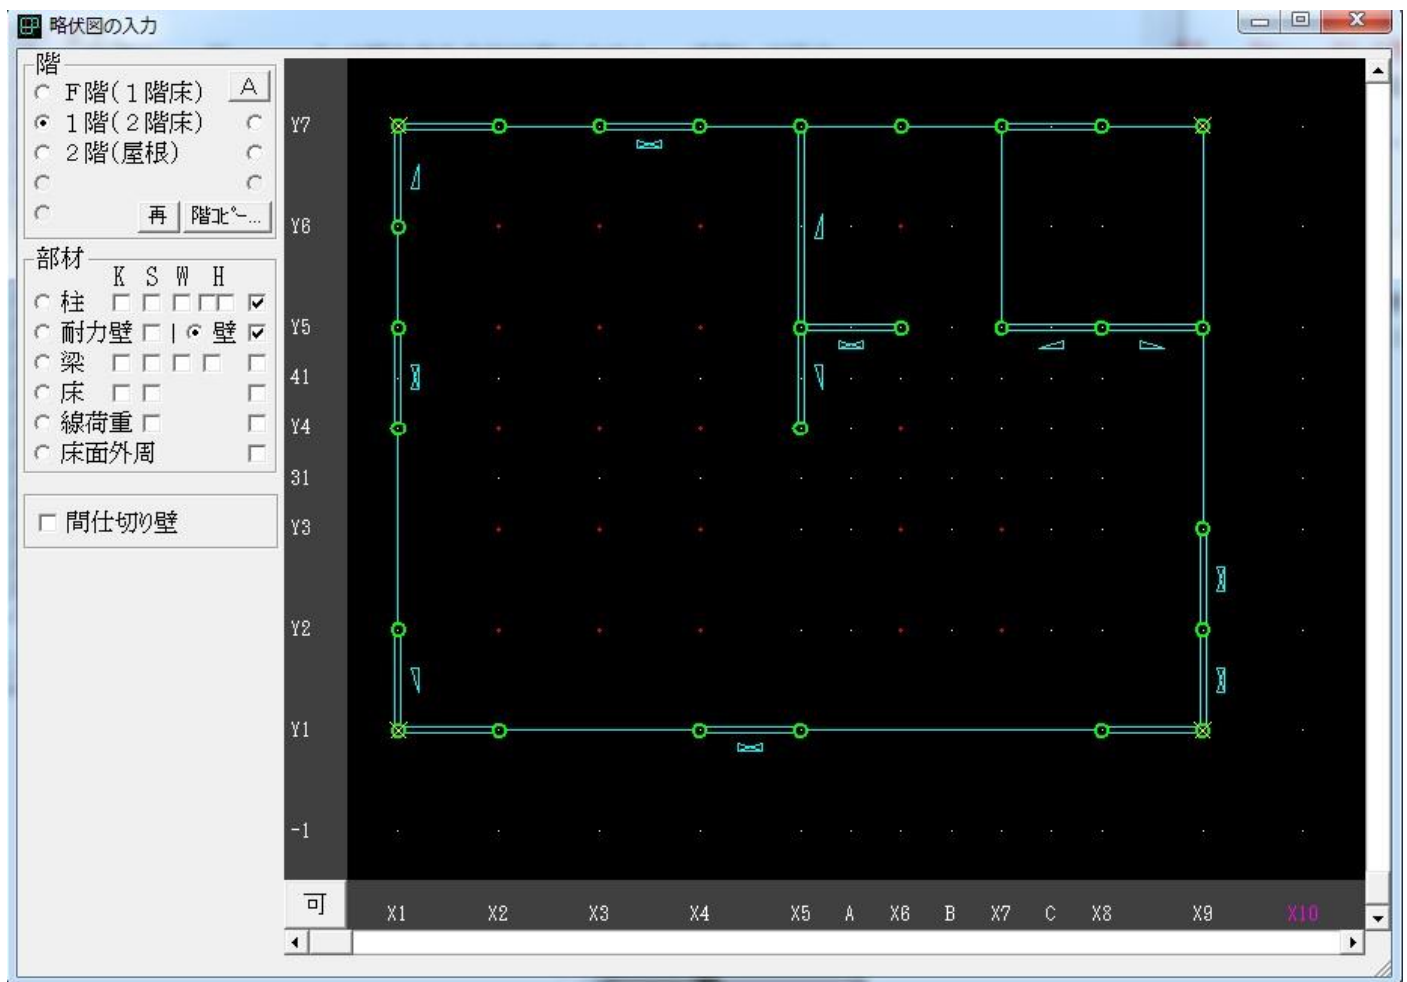 略伏図の入力
階
F階(1階床) A
1階(2階床)
2階(屋根)
再 階ｺﾋﾟｰ...
部材
K S W H
柱
耐力壁 | 壁
梁
床
線荷重
床面外周
間仕切り壁
Y7
Y6
Y5
41
Y4
31
Y3
Y2
Y1
-1
可 X1 X2 X3 X4 X5 A X6 B X7 C X8 X9 X10